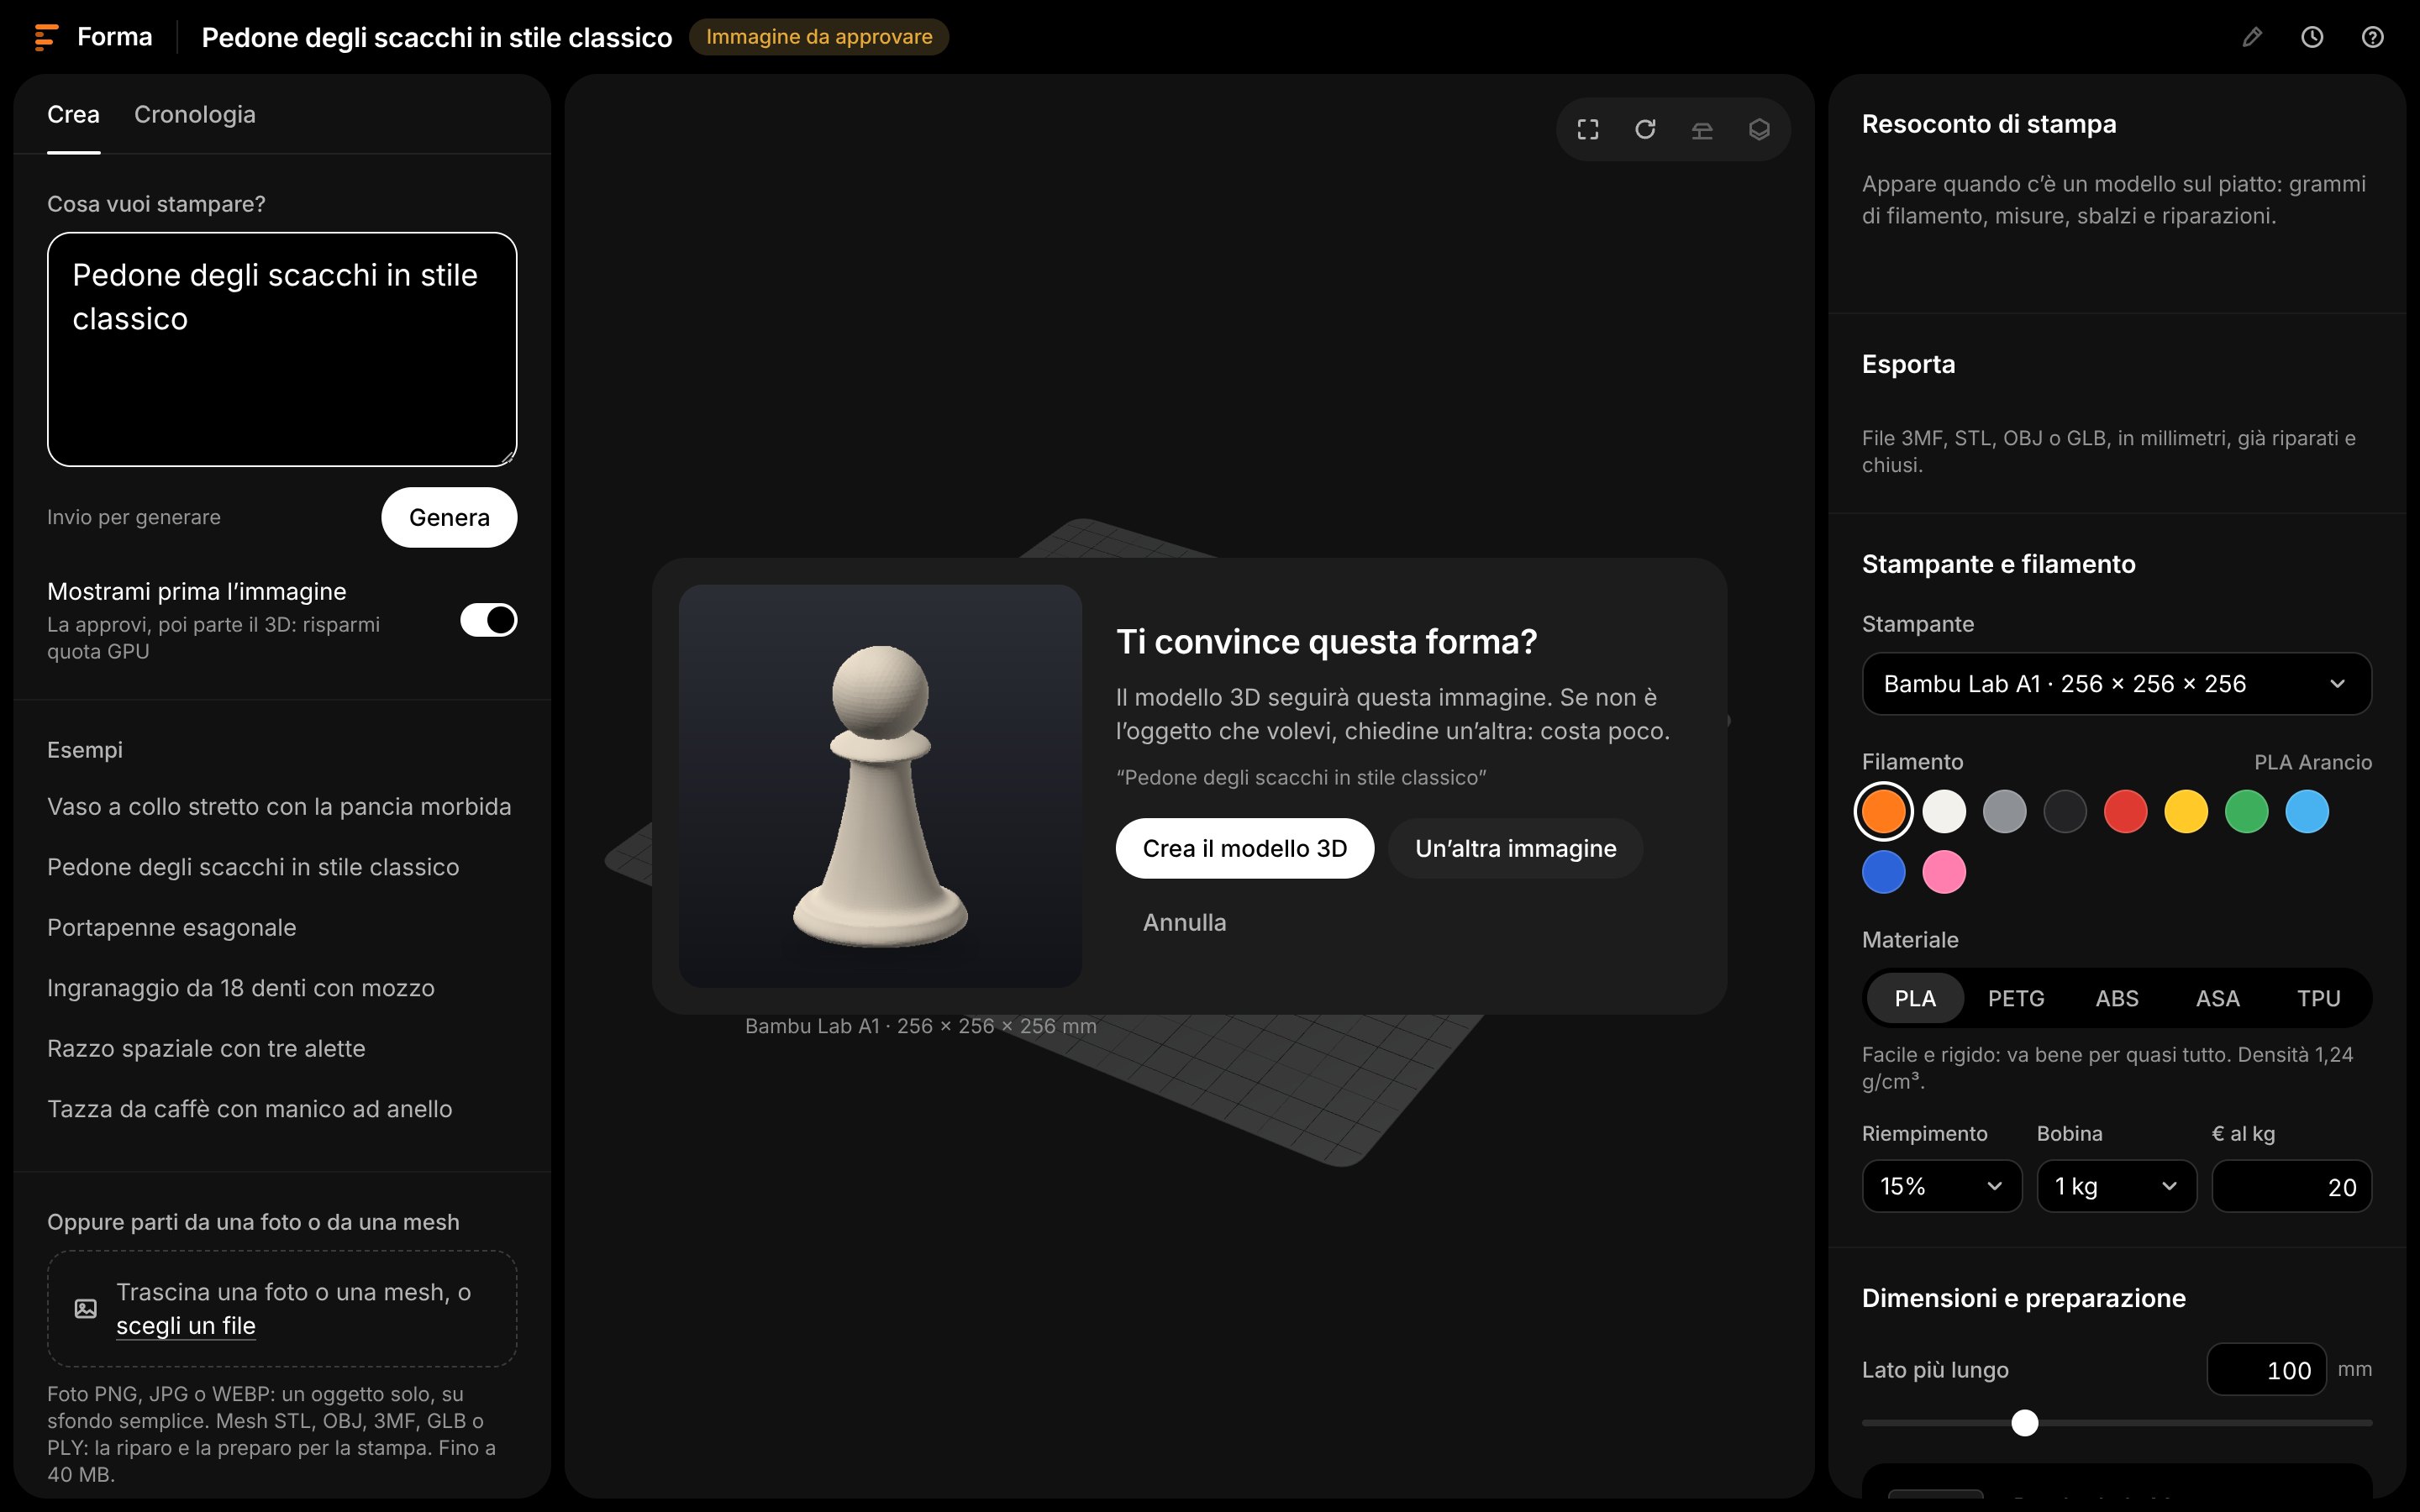 Forma
Pedone degli scacchi in stile classico
Immagine da approvare
Crea
Cronologia
Cosa vuoi stampare?
Pedone degli scacchi in stile
classico
Invio per generare
Genera
Mostrami prima l’immagine
La approvi, poi parte il 3D: risparmi
quota GPU
Esempi
Vaso a collo stretto con la pancia morbida
Pedone degli scacchi in stile classico
Portapenne esagonale
Ingranaggio da 18 denti con mozzo
Razzo spaziale con tre alette
Tazza da caffè con manico ad anello
Oppure parti da una foto o da una mesh
Trascina una foto o una mesh, o
scegli un file
Foto PNG, JPG o WEBP: un oggetto solo, su
sfondo semplice. Mesh STL, OBJ, 3MF, GLB o
PLY: la riparo e la preparo per la stampa. Fino a
40 MB.
Ti convince questa forma?
Il modello 3D seguirà questa immagine. Se non è
l’oggetto che volevi, chiedine un’altra: costa poco.
“Pedone degli scacchi in stile classico”
Crea il modello 3D
Un’altra immagine
Annulla
Bambu Lab A1 · 256 × 256 × 256 mm
Resoconto di stampa
Appare quando c’è un modello sul piatto: grammi
di filamento, misure, sbalzi e riparazioni.
Esporta
File 3MF, STL, OBJ o GLB, in millimetri, già riparati e
chiusi.
Stampante e filamento
Stampante
Bambu Lab A1 · 256 × 256 × 256
Filamento
PLA Arancio
Materiale
PLA
PETG
ABS
ASA
TPU
Facile e rigido: va bene per quasi tutto. Densità 1,24
g/cm³.
Riempimento
Bobina
€ al kg
15%
1 kg
20
Dimensioni e preparazione
Lato più lungo
100
mm